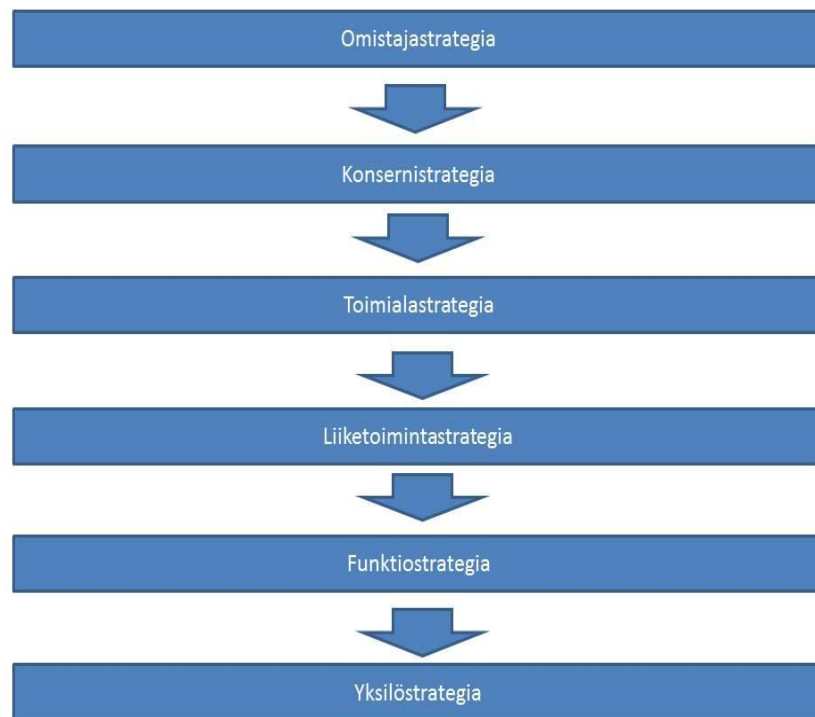 Omistajastrategia
Konsernistrategia
Toimialastrategia
Liiketoimintastrategia
Funktiostrategia
Yksilöstrategia